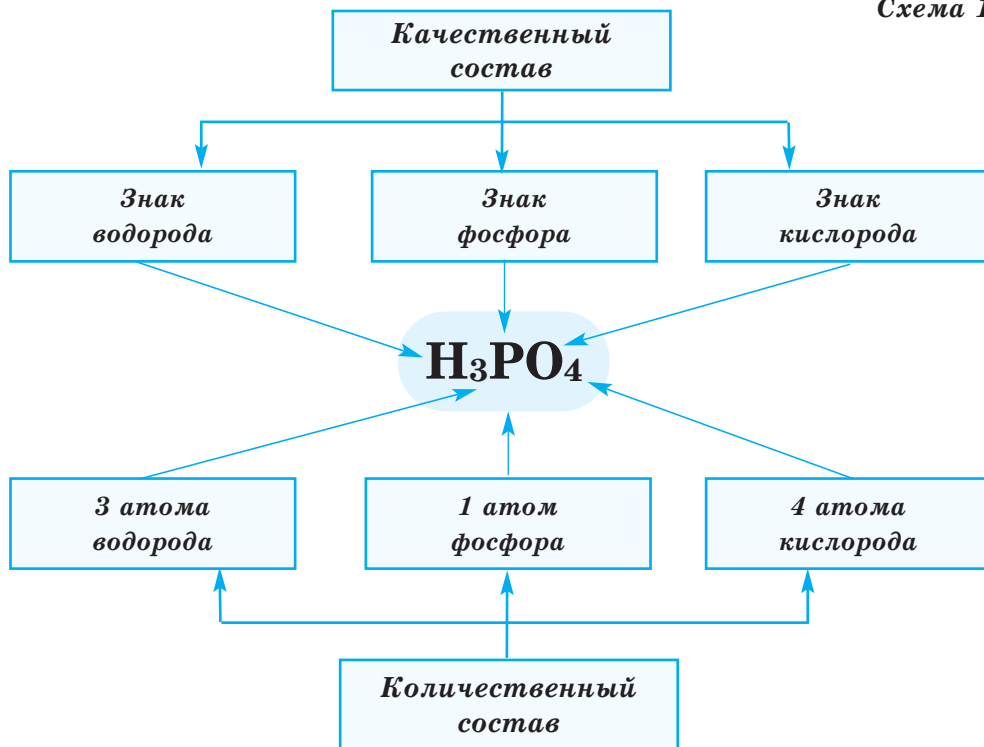 Схема 1
Качественный
состав
Знак
водорода
Знак
фосфора
Знак
кислорода
H₃PO₄
3 атома
водорода
1 атом
фосфора
4 атома
кислорода
Количественный
состав